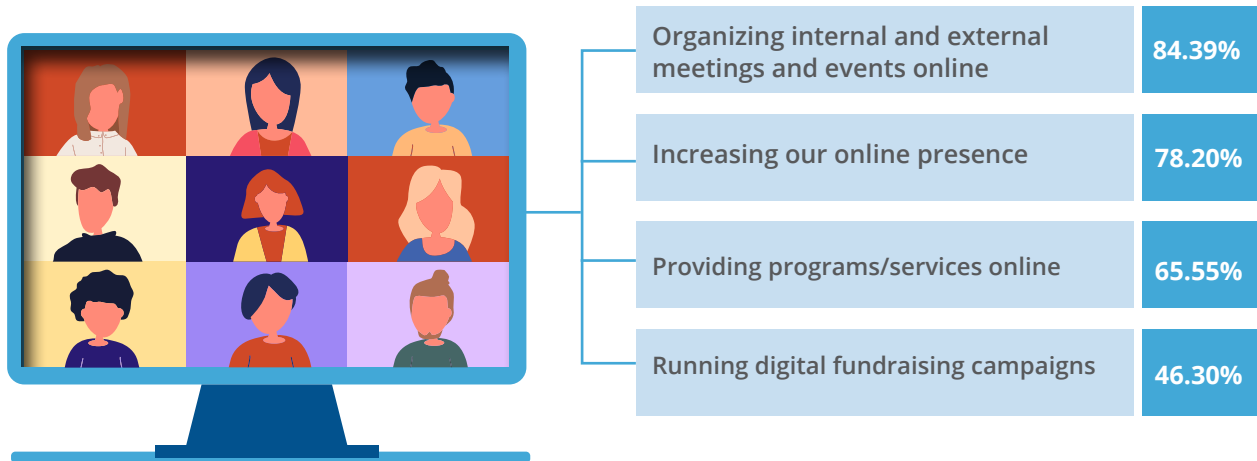 Organizing internal and external
meetings and events online
84.39%
Increasing our online presence
78.20%
Providing programs/services online
65.55%
Running digital fundraising campaigns
46.30%